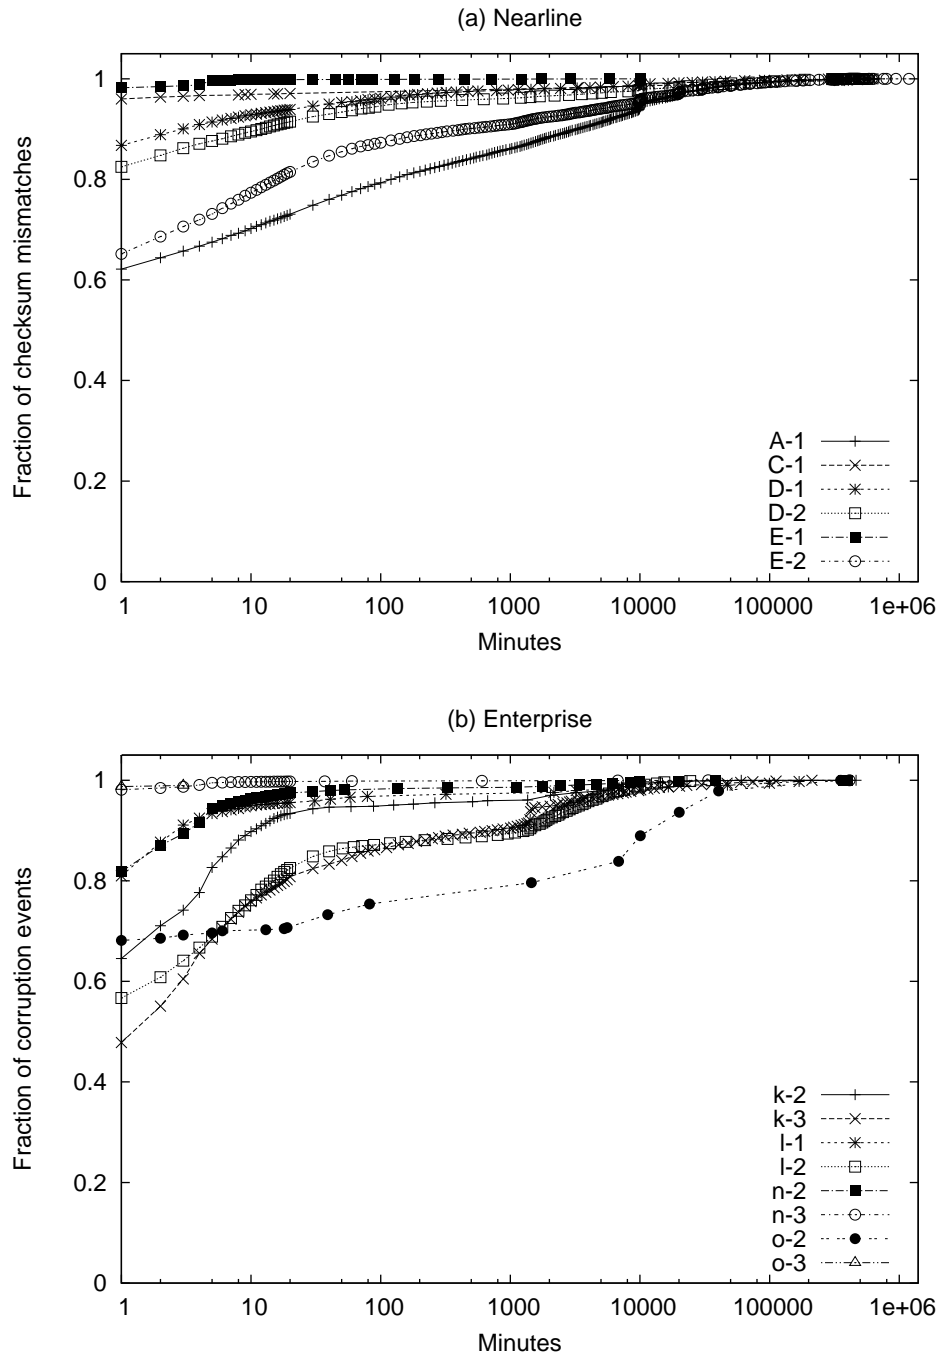 (a) Nearline
Fraction of checksum mismatches
1
0.8
0.6
0.4
0.2
0
A-1
C-1
D-1
D-2
E-1
E-2
1 10 100 1000 10000 100000 1e+06
Minutes
(b) Enterprise
Fraction of corruption events
1
0.8
0.6
0.4
0.2
0
k-2
k-3
l-1
l-2
n-2
n-3
o-2
o-3
1 10 100 1000 10000 100000 1e+06
Minutes